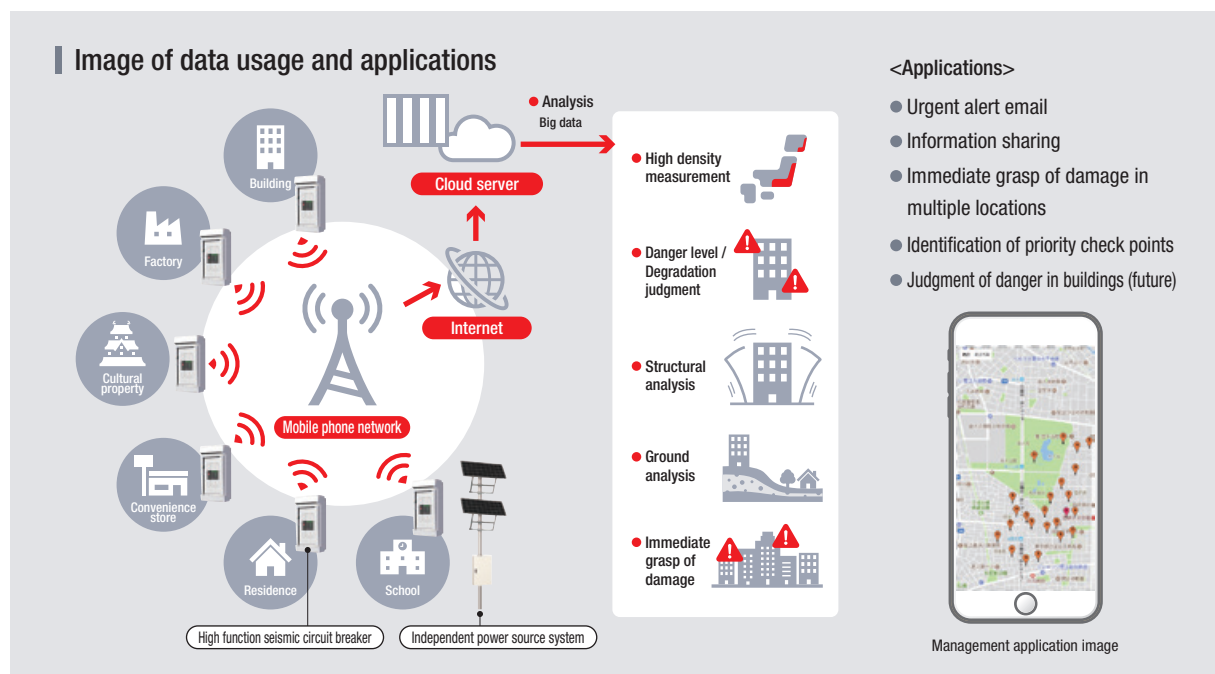 Image of data usage and applications
Building
Factory
Cultural
property
Convenience
store
Residence
School
High function seismic circuit breaker
Independent power source system
Mobile phone network
Internet
Cloud server
Analysis
Big data
High density
measurement
Danger level /
Degradation
judgment
Structural
analysis
Ground
analysis
Immediate
grasp of
damage
<Applications>
Urgent alert email
Information sharing
Immediate grasp of damage in
multiple locations
Identification of priority check points
Judgment of danger in buildings (future)
Management application image